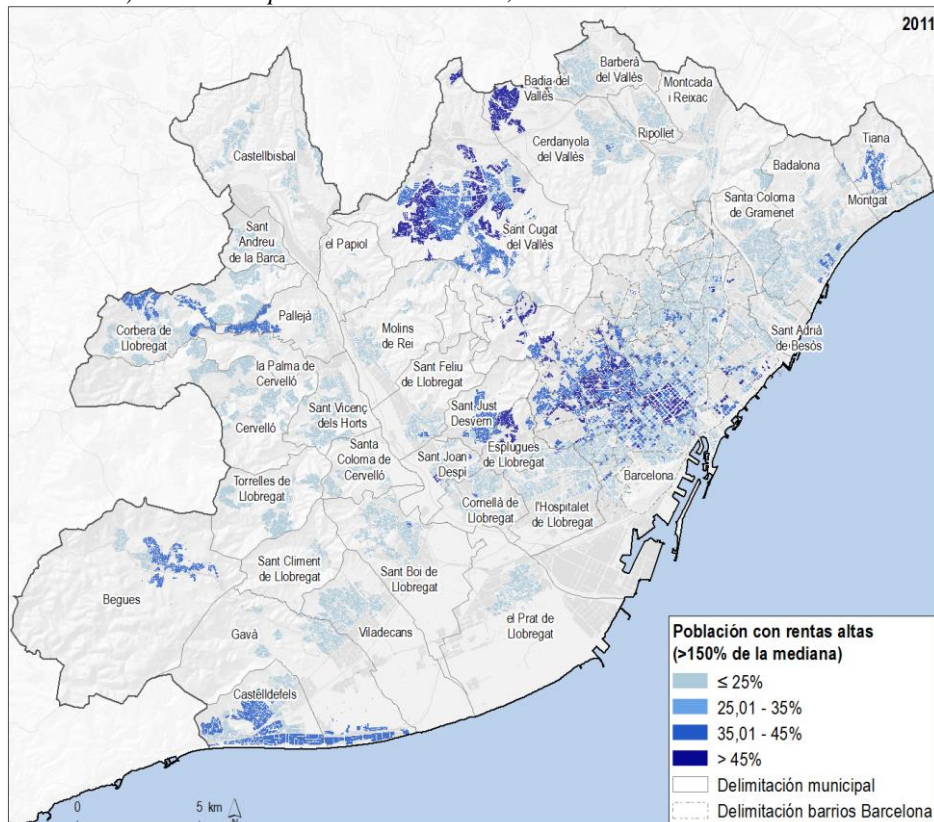 2011
Barberà
del Vallès
Badia del
Vallès
Montcada
i Reixac
Ripollet
Cerdanyola
del Vallès
Tiana
Badalona
Castellbisbal
Santa Coloma
de Gramenet
Montgat
Sant
Andreu
de la Barca
el Papiol
Sant Cugat
del Vallès
Corbera de
Llobregat
Pallejà
Molins
de Rei
Sant Adrià
de Besòs
la Palma de
Cervelló
Sant Feliu
de Llobregat
Cervelló
Sant Vicenç
dels Horts
Sant Just
Desvern
Santa
Coloma de
Cervelló
Sant Joan
Despí
Esplugues
de Llobregat
Barcelona
Torrelles de
Llobregat
Cornellà de
Llobregat
l'Hospitalet
de Llobregat
Sant Climent
de Llobregat
Sant Boi de
Llobregat
Begues
el Prat de
Llobregat
Gavà
Viladecans
Castelldefels
Población con rentas altas
(>150% de la mediana)
≤ 25%
25,01 - 35%
35,01 - 45%
> 45%
Delimitación municipal
Delimitación barrios Barcelona
0 5 km
N